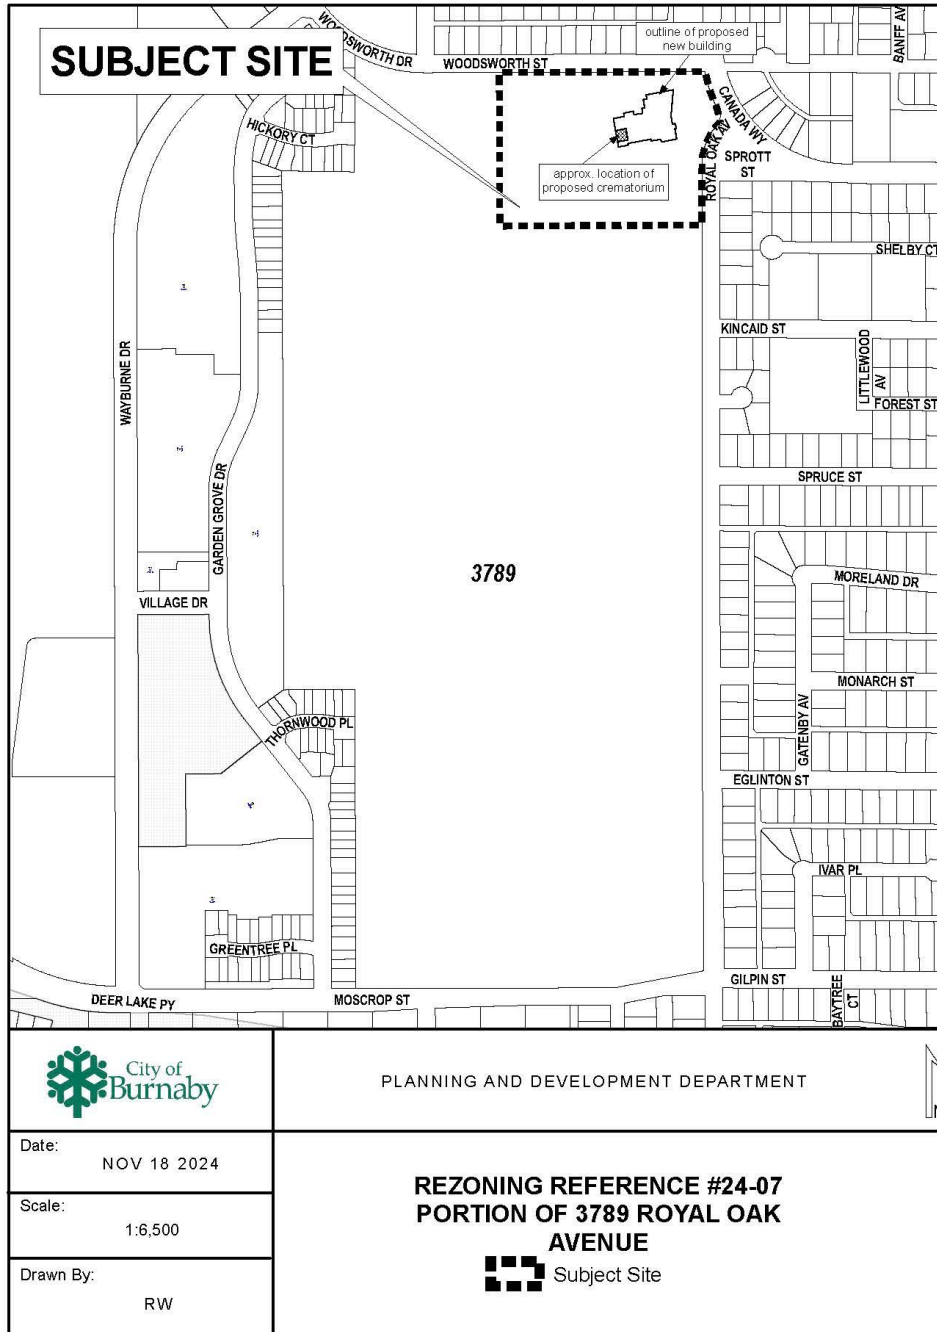 SUBJECT SITE
WOODSWORTH DR
WOODSWORTH ST
outline of proposed
new building
BANFF AV
HICKORY CT
CANADA WY
ROYAL OAK AV
SPROTT
ST
approx. location of
proposed crematorium
SHELBY CT
KINCAID ST
LITTLEWOOD
AV
FOREST ST
WAYBURNE DR
GARDEN GROVE DR
SPRUCE ST
3789
MORELAND DR
VILLAGE DR
MONARCH ST
GATENBY AV
THORNWOOD PL
EGLINTON ST
IVAR PL
GREENTREE PL
GILPIN ST
BAYTREE
CT
DEER LAKE PY
MOSCROP ST
City of
Burnaby
PLANNING AND DEVELOPMENT DEPARTMENT
Date:
NOV 18 2024
Scale:
1:6,500
Drawn By:
RW
REZONING REFERENCE #24-07
PORTION OF 3789 ROYAL OAK
AVENUE
Subject Site